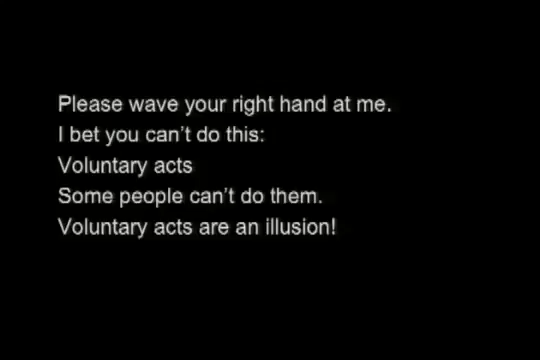 Please wave your right hand at me.
I bet you can’t do this:
Voluntary acts
Some people can’t do them.
Voluntary acts are an illusion!